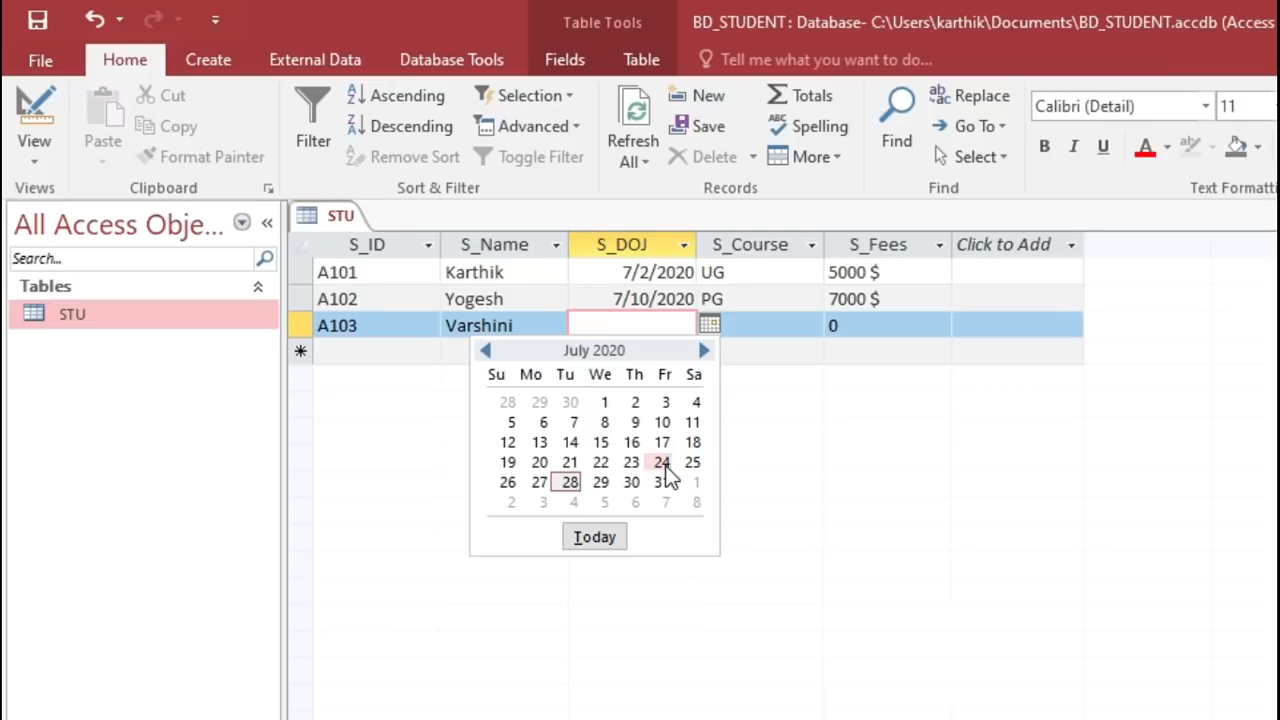 Table Tools
BD_STUDENT : Database- C:\Users\karthik\Documents\BD_STUDENT.accdb (Access
File Home Create External Data Database Tools Fields Table Tell me what you want to do...
View
Views
Paste
Cut
Copy
Format Painter
Clipboard
Filter
Ascending
Descending
Remove Sort
Selection
Advanced
Toggle Filter
Sort & Filter
Refresh
All
New
Save
Delete
Totals
Spelling
More
Records
Find
Replace
Go To
Select
Find
Calibri (Detail) 11
B I U A
Text Formatti
All Access Obje...
Search...
Tables
STU
STU
S_ID S_Name S_DOJ S_Course S_Fees Click to Add
A101 Karthik 7/2/2020 UG 5000 $
A102 Yogesh 7/10/2020 PG 7000 $
A103 Varshini 0
July 2020
Su Mo Tu We Th Fr Sa
28 29 30 1 2 3 4
5 6 7 8 9 10 11
12 13 14 15 16 17 18
19 20 21 22 23 24 25
26 27 28 29 30 31 1
2 3 4 5 6 7 8
Today